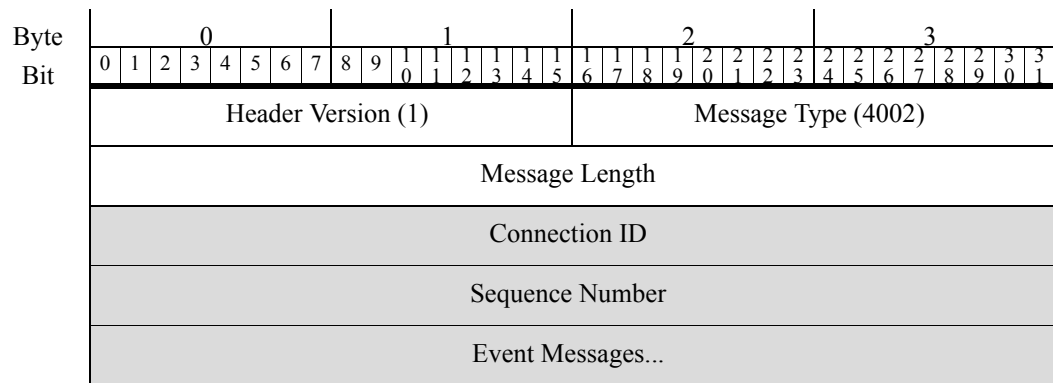 Byte 0 1 2 3
Bit 0 1 2 3 4 5 6 7 8 9 10 11 12 13 14 15 16 17 18 19 20 21 22 23 24 25 26 27 28 29 30 31
Header Version (1) Message Type (4002)
Message Length
Connection ID
Sequence Number
Event Messages...